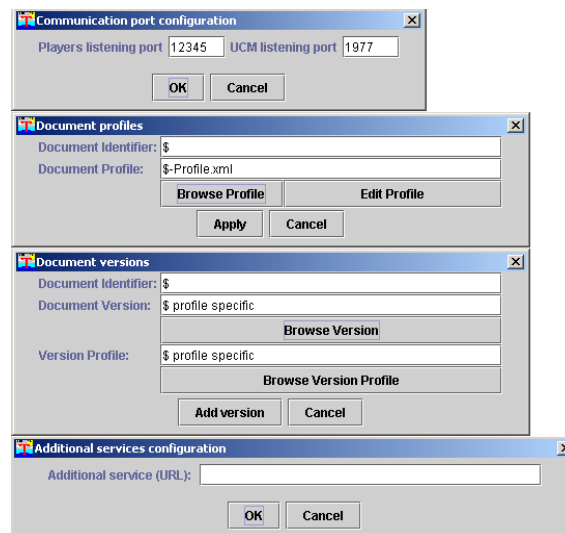 Communication port configuration
Players listening port 12345 UCM listening port 1977
OK Cancel
Document profiles
Document Identifier: $
Document Profile: $-Profile.xml
Browse Profile Edit Profile
Apply Cancel
Document versions
Document Identifier: $
Document Version: $ profile specific
Browse Version
Version Profile: $ profile specific
Browse Version Profile
Add version Cancel
Additional services configuration
Additional service (URL):
OK Cancel